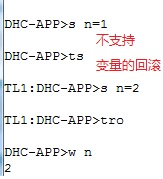 DHC-APP>s n=1
不支持
DHC-APP>ts
变量的回滚
TL1:DHC-APP>s n=2
TL1:DHC-APP>tro
DHC-APP>w n
2